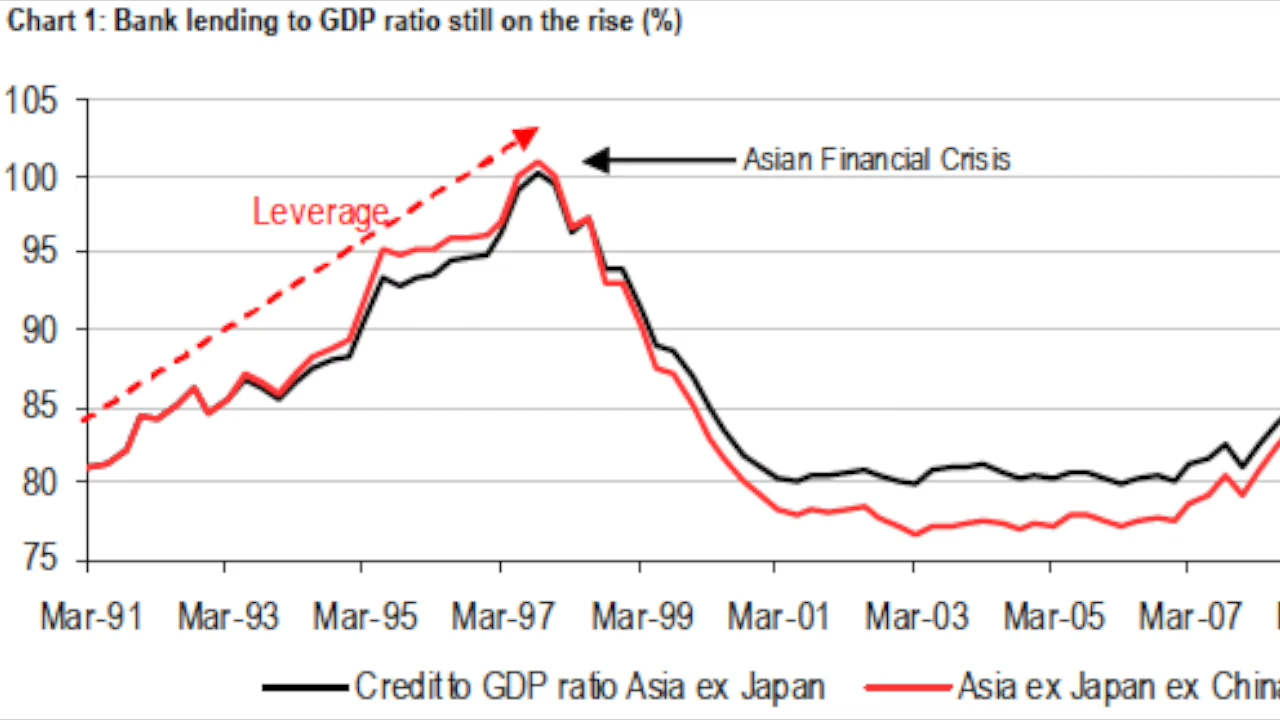 Chart 1: Bank lending to GDP ratio still on the rise (%)
105
Asian Financial Crisis
100
Leverage
95
90
85
80
75
Mar-91 Mar-93 Mar-95 Mar-97 Mar-99 Mar-01 Mar-03 Mar-05 Mar-07
Credit to GDP ratio Asia ex Japan Asia ex Japan ex China